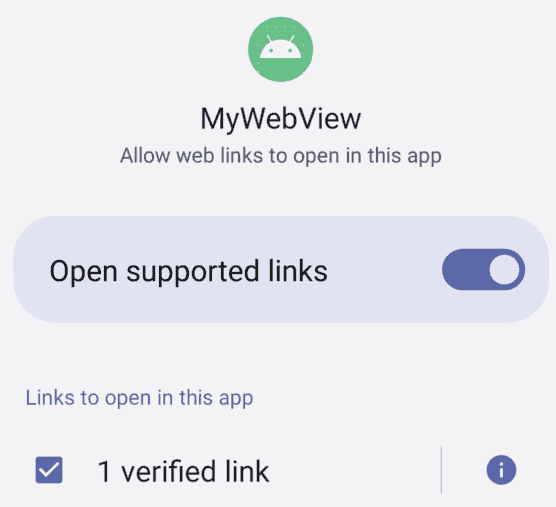 MyWebView
Allow web links to open in this app
Open supported links
Links to open in this app
1 verified link